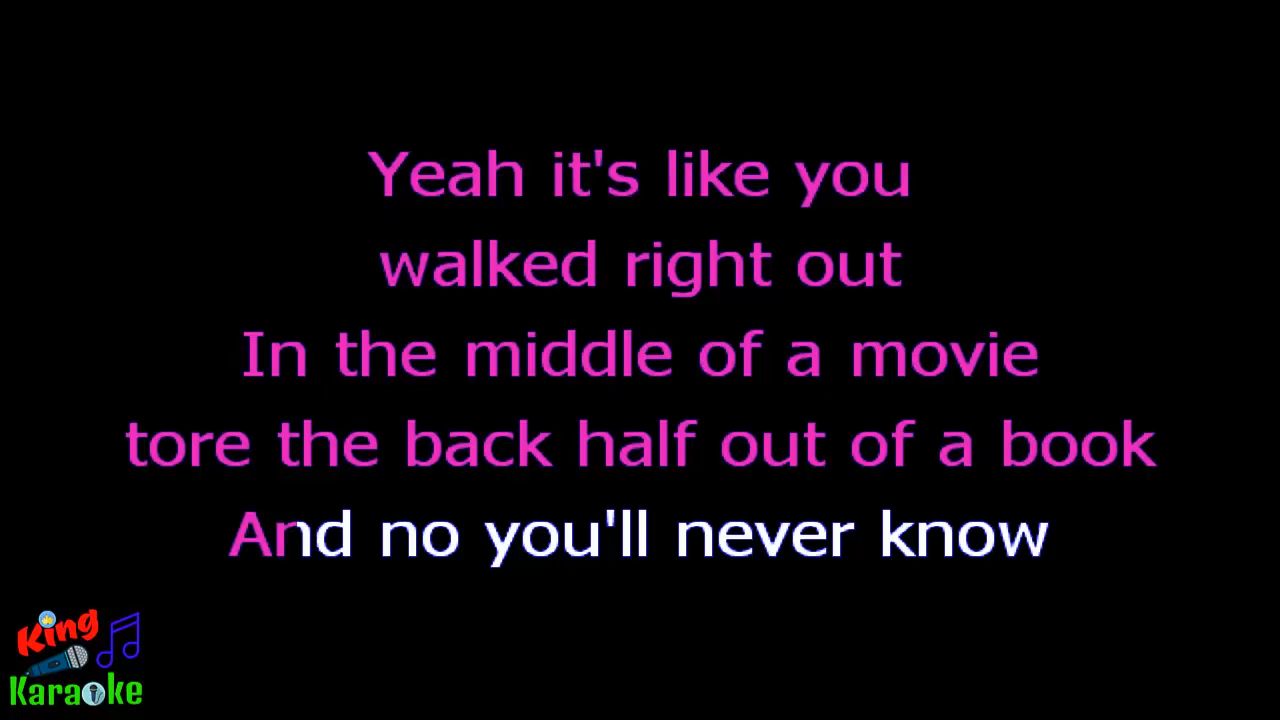 Yeah it's like you
walked right out
In the middle of a movie
tore the back half out of a book
And no you'll never know
King
Karaoke